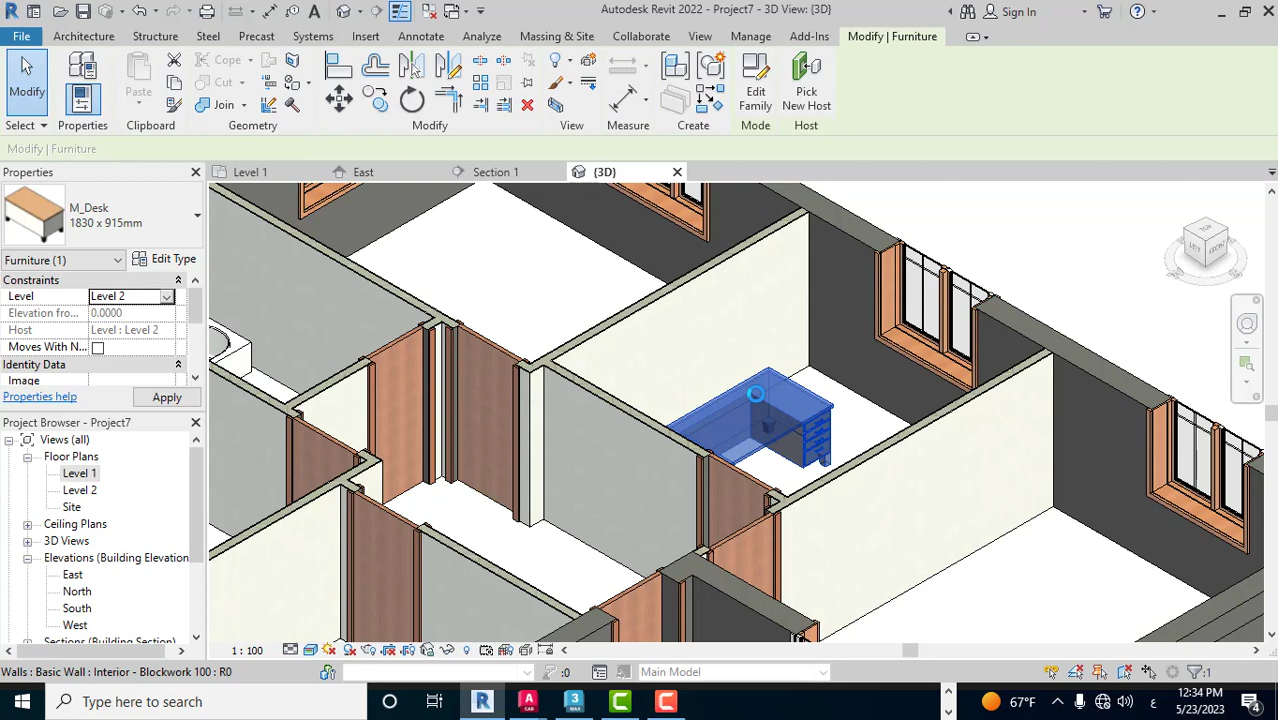 Autodesk Revit 2022 - Project7 - 3D View: {3D}
Sign In
File
Architecture
Structure
Steel
Precast
Systems
Insert
Annotate
Analyze
Massing & Site
Collaborate
View
Manage
Add-Ins
Modify | Furniture
Modify
Paste
Cope
Cut
Join
Edit Family
Pick New Host
Select
Properties
Clipboard
Geometry
Modify
View
Measure
Create
Mode
Host
Modify | Furniture
Properties
Level 1
East
Section 1
{3D}
M_Desk
1830 x 915mm
Furniture (1)
Edit Type
Constraints
Level
Level 2
Elevation fro...
0.0000
Host
Level : Level 2
Moves With N...
Identity Data
Image
Properties help
Apply
TOP
LEFT
FRONT
Project Browser - Project7
Views (all)
Floor Plans
Level 1
Level 2
Site
Ceiling Plans
3D Views
Elevations (Building Elevation
East
North
South
West
Sections (Building Section)
1 : 100
Walls : Basic Wall : Interior - Blockwork 100 : R0
:0
Main Model
:1
Type here to search
67°F
ع
12:34 PM
5/23/2023
4